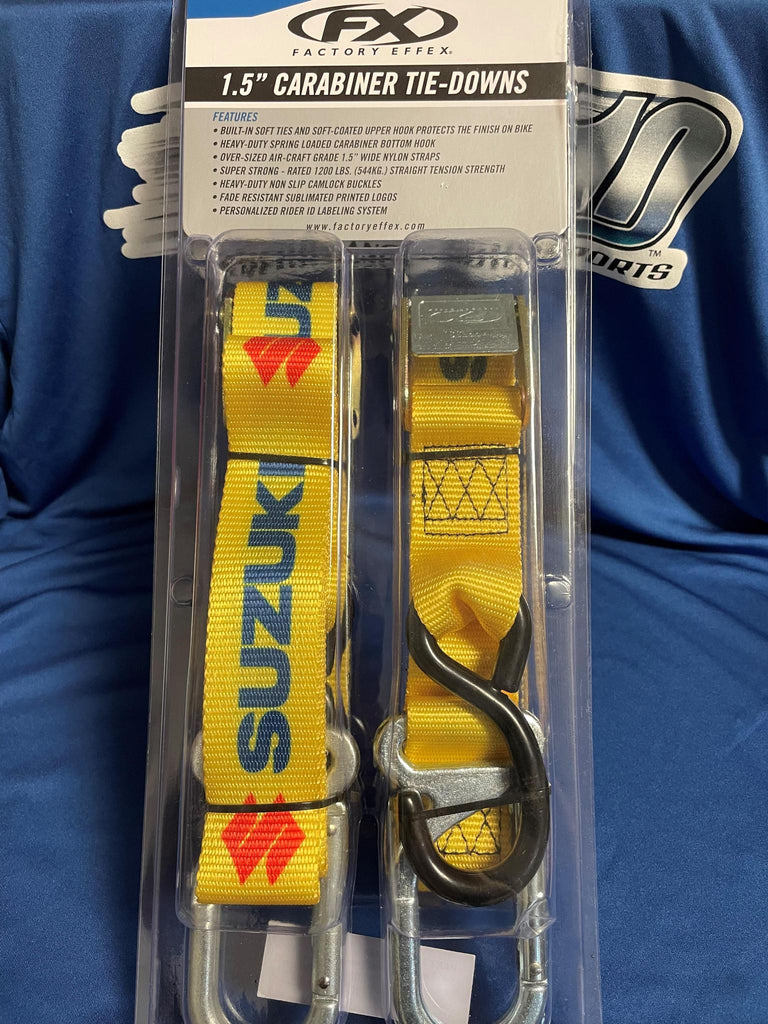 FX
FACTORY EFFEX®
1.5” CARABINER TIE-DOWNS
FEATURES
• BUILT-IN SOFT TIES AND SOFT-COATED UPPER HOOK PROTECTS THE FINISH ON BIKE
• HEAVY-DUTY SPRING LOADED CARABINER BOTTOM HOOK
• OVER-SIZED AIR-CRAFT GRADE 1.5" WIDE NYLON STRAPS
• SUPER STRONG - RATED 1200 LBS. (544KG.) STRAIGHT TENSION STRENGTH
• HEAVY-DUTY NON SLIP CAMLOCK BUCKLES
• FADE RESISTANT SUBLIMATED PRINTED LOGOS
• PERSONALIZED RIDER ID LABELING SYSTEM
www.factoryeffex.com
TM
PORTS
UZ
SUZUKI
S